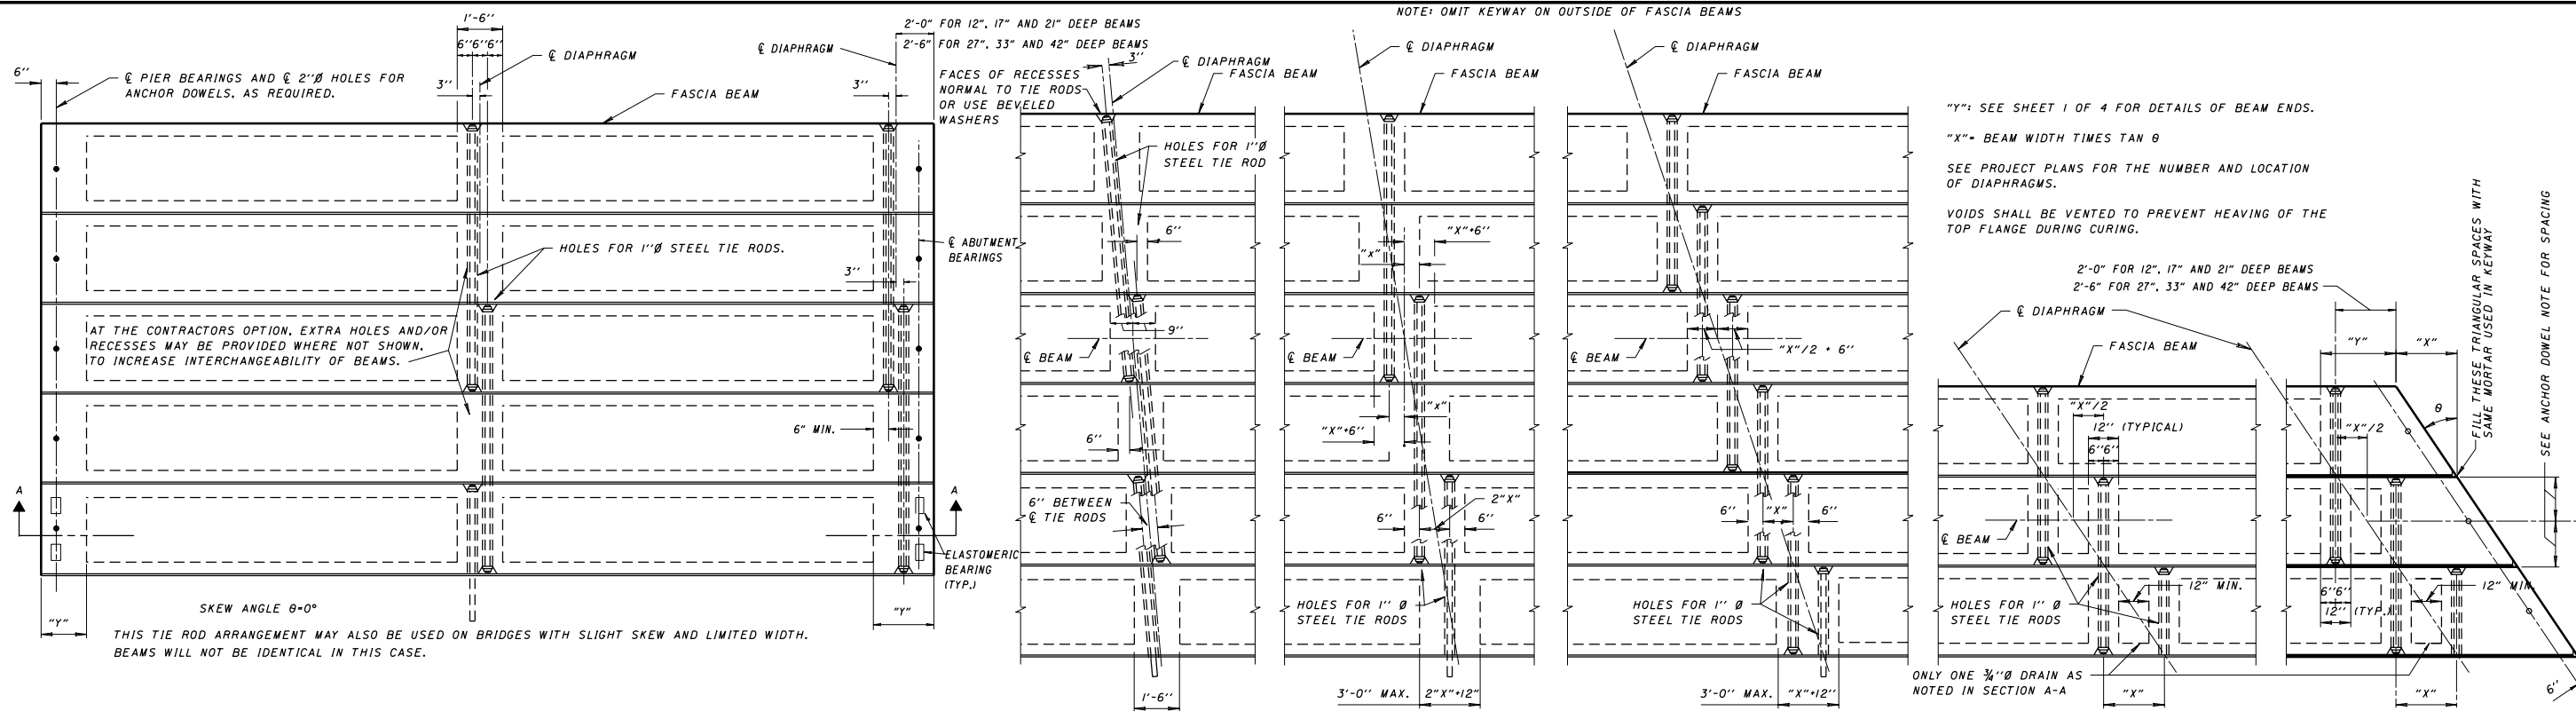 NOTE: OMIT KEYWAY ON OUTSIDE OF FASCIA BEAMS
1'-6''
6''6''6''
℄ DIAPHRAGM
6''
℄ PIER BEARINGS AND ℄ 2''Ø HOLES FOR
ANCHOR DOWELS, AS REQUIRED.
3''
FASCIA BEAM
℄ DIAPHRAGM
2'-0" FOR 12", 17" AND 21" DEEP BEAMS
2'-6" FOR 27", 33" AND 42" DEEP BEAMS
3''
HOLES FOR 1''Ø STEEL TIE RODS.
℄ ABUTMENT
BEARINGS
3''
AT THE CONTRACTORS OPTION, EXTRA HOLES AND/OR
RECESSES MAY BE PROVIDED WHERE NOT SHOWN,
TO INCREASE INTERCHANGEABILITY OF BEAMS.
6" MIN.
A
A
ELASTOMERIC
BEARING
(TYP.)
"Y"
"Y"
SKEW ANGLE θ=0°
THIS TIE ROD ARRANGEMENT MAY ALSO BE USED ON BRIDGES WITH SLIGHT SKEW AND LIMITED WIDTH.
BEAMS WILL NOT BE IDENTICAL IN THIS CASE.
3''
℄ DIAPHRAGM
FASCIA BEAM
FACES OF RECESSES
NORMAL TO TIE RODS
OR USE BEVELED
WASHERS
HOLES FOR 1''Ø
STEEL TIE ROD
6''
9''
℄ BEAM
6''
6'' BETWEEN
℄ TIE RODS
1'-6''
℄ DIAPHRAGM
FASCIA BEAM
"X"+6''
"X"
℄ BEAM
"X"
"X"+6''
2"X"
6''
6''
HOLES FOR 1'' Ø
STEEL TIE RODS
3'-0" MAX.
2"X"+12"
℄ DIAPHRAGM
FASCIA BEAM
"X"/2 + 6''
℄ BEAM
6''
"X"
6''
HOLES FOR 1'' Ø
STEEL TIE RODS
3'-0" MAX.
"X"+12"
"Y": SEE SHEET 1 OF 4 FOR DETAILS OF BEAM ENDS.
"X"= BEAM WIDTH TIMES TAN θ
SEE PROJECT PLANS FOR THE NUMBER AND LOCATION
OF DIAPHRAGMS.
VOIDS SHALL BE VENTED TO PREVENT HEAVING OF THE
TOP FLANGE DURING CURING.
2'-0" FOR 12", 17" AND 21" DEEP BEAMS
2'-6" FOR 27", 33" AND 42" DEEP BEAMS
℄ DIAPHRAGM
FASCIA BEAM
"Y"
"X"
"X"/2
12'' (TYPICAL)
6''6''
℄ BEAM
"X"/2
θ
12" MIN.
HOLES FOR 1'' Ø
STEEL TIE RODS
6''6''
12'' (TYP.)
12" MIN.
ONLY ONE ¾''Ø DRAIN AS
NOTED IN SECTION A-A
"X"
"X"
6''
FILL THESE TRIANGULAR SPACES WITH
SAME MORTAR USED IN KEYWAY
SEE ANCHOR DOWEL NOTE FOR SPACING